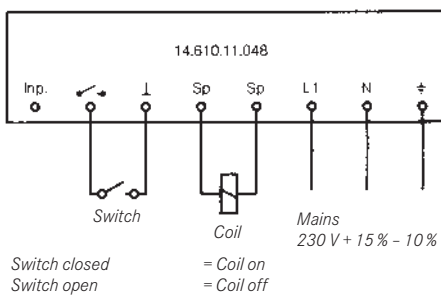 14.610.11.048
Inp. ⊥ Sp Sp L1 N ⏚
Switch
Coil
Mains
230 V + 15 % – 10 %
Switch closed = Coil on
Switch open = Coil off